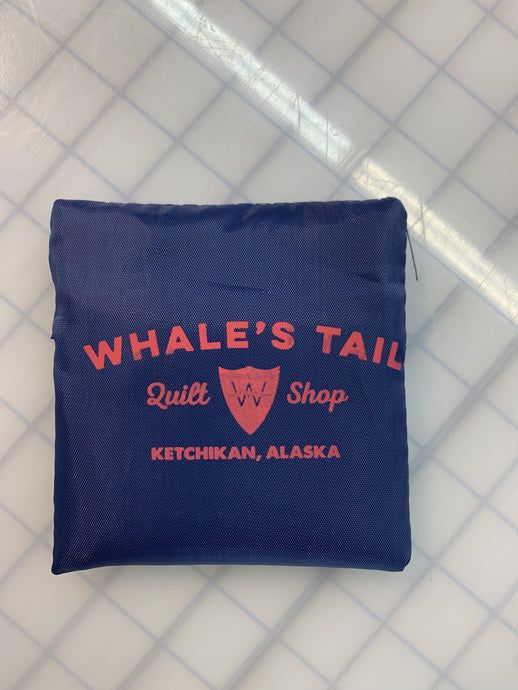 WHALE'S TAIL
Quilt W Shop
KETCHIKAN, ALASKA